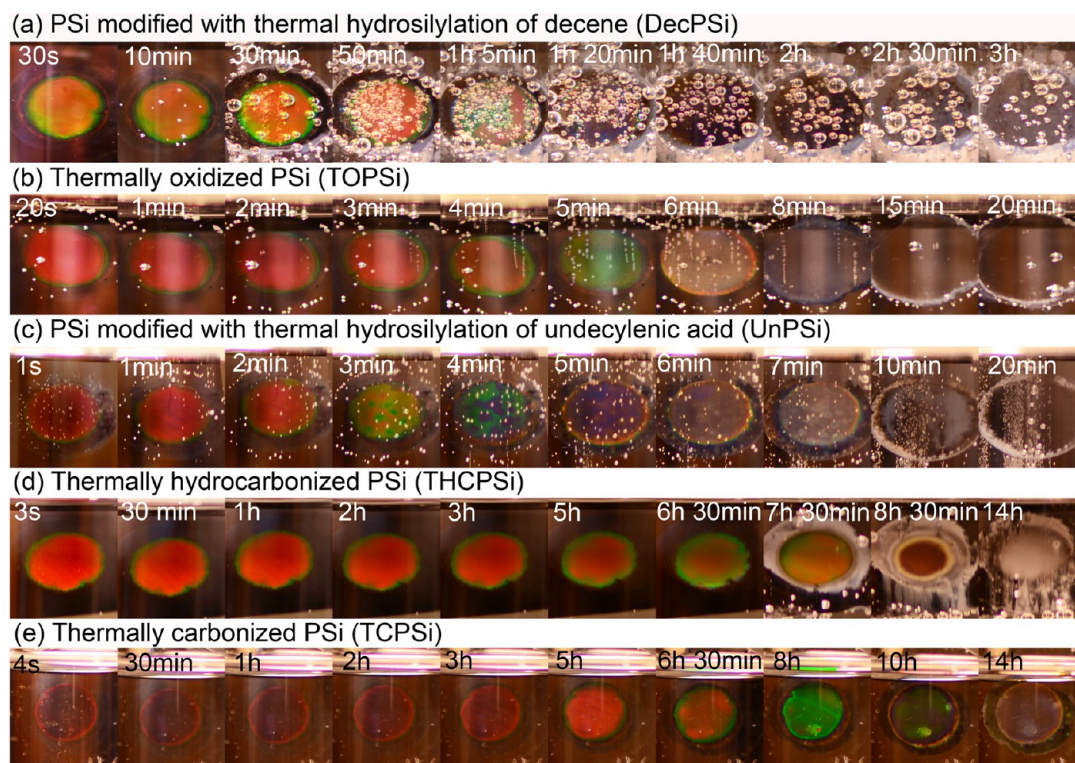 (a) PSi modified with thermal hydrosilylation of decene (DecPSi)
30s 10min 30min 50min 1h 5min 1h 20min 1h 40min 2h 2h 30min 3h
(b) Thermally oxidized PSi (TOPSi)
20s 1min 2min 3min 4min 5min 6min 8min 15min 20min
(c) PSi modified with thermal hydrosilylation of undecylenic acid (UnPSi)
1s 1min 2min 3min 4min 5min 6min 7min 10min 20min
(d) Thermally hydrocarbonized PSi (THCPSi)
3s 30 min 1h 2h 3h 5h 6h 30min 7h 30min 8h 30min 14h
(e) Thermally carbonized PSi (TCPSi)
4s 30min 1h 2h 3h 5h 6h 30min 8h 10h 14h